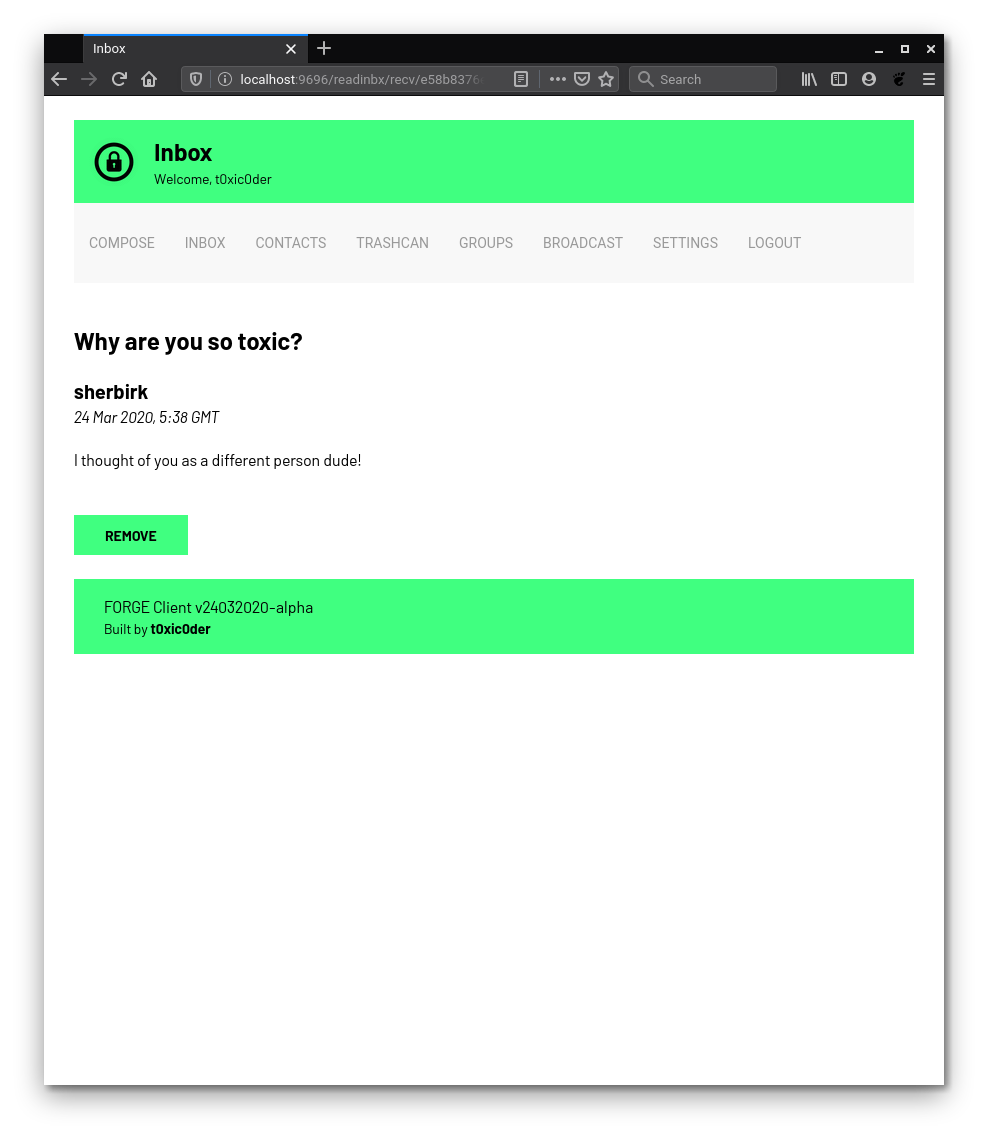 Inbox
localhost:9696/readinbx/recv/e58b8376
Search
Inbox
Welcome, t0xic0der
COMPOSE INBOX CONTACTS TRASHCAN GROUPS BROADCAST SETTINGS LOGOUT
Why are you so toxic?
sherbirk
24 Mar 2020, 5:38 GMT
I thought of you as a different person dude!
REMOVE
FORGE Client v24032020-alpha
Built by t0xic0der